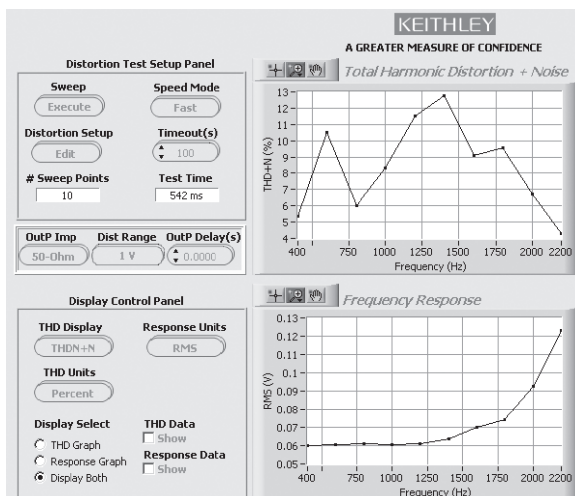 KEITHLEY
A GREATER MEASURE OF CONFIDENCE
Distortion Test Setup Panel
Sweep
Speed Mode
Execute
Fast
Distortion Setup
Timeout(s)
Edit
100
# Sweep Points
Test Time
10
542 ms
OutP Imp
Dist Range
OutP Delay(s)
50-Ohm
1 V
0.0000
Total Harmonic Distortion + Noise
THD+N (%)
13
12
11
10
9
8
7
6
5
4
400
750
1000
1250
1500
1750
2000
2200
Frequency (Hz)
Display Control Panel
THD Display
Response Units
THDN+N
RMS
THD Units
Percent
Display Select
THD Data
THD Graph
Show
Response Graph
Response Data
Display Both
Show
Frequency Response
RMS (V)
0.13
0.12
0.11
0.1
0.09
0.08
0.07
0.06
0.05
400
750
1000
1250
1500
1750
2000
2200
Frequency (Hz)